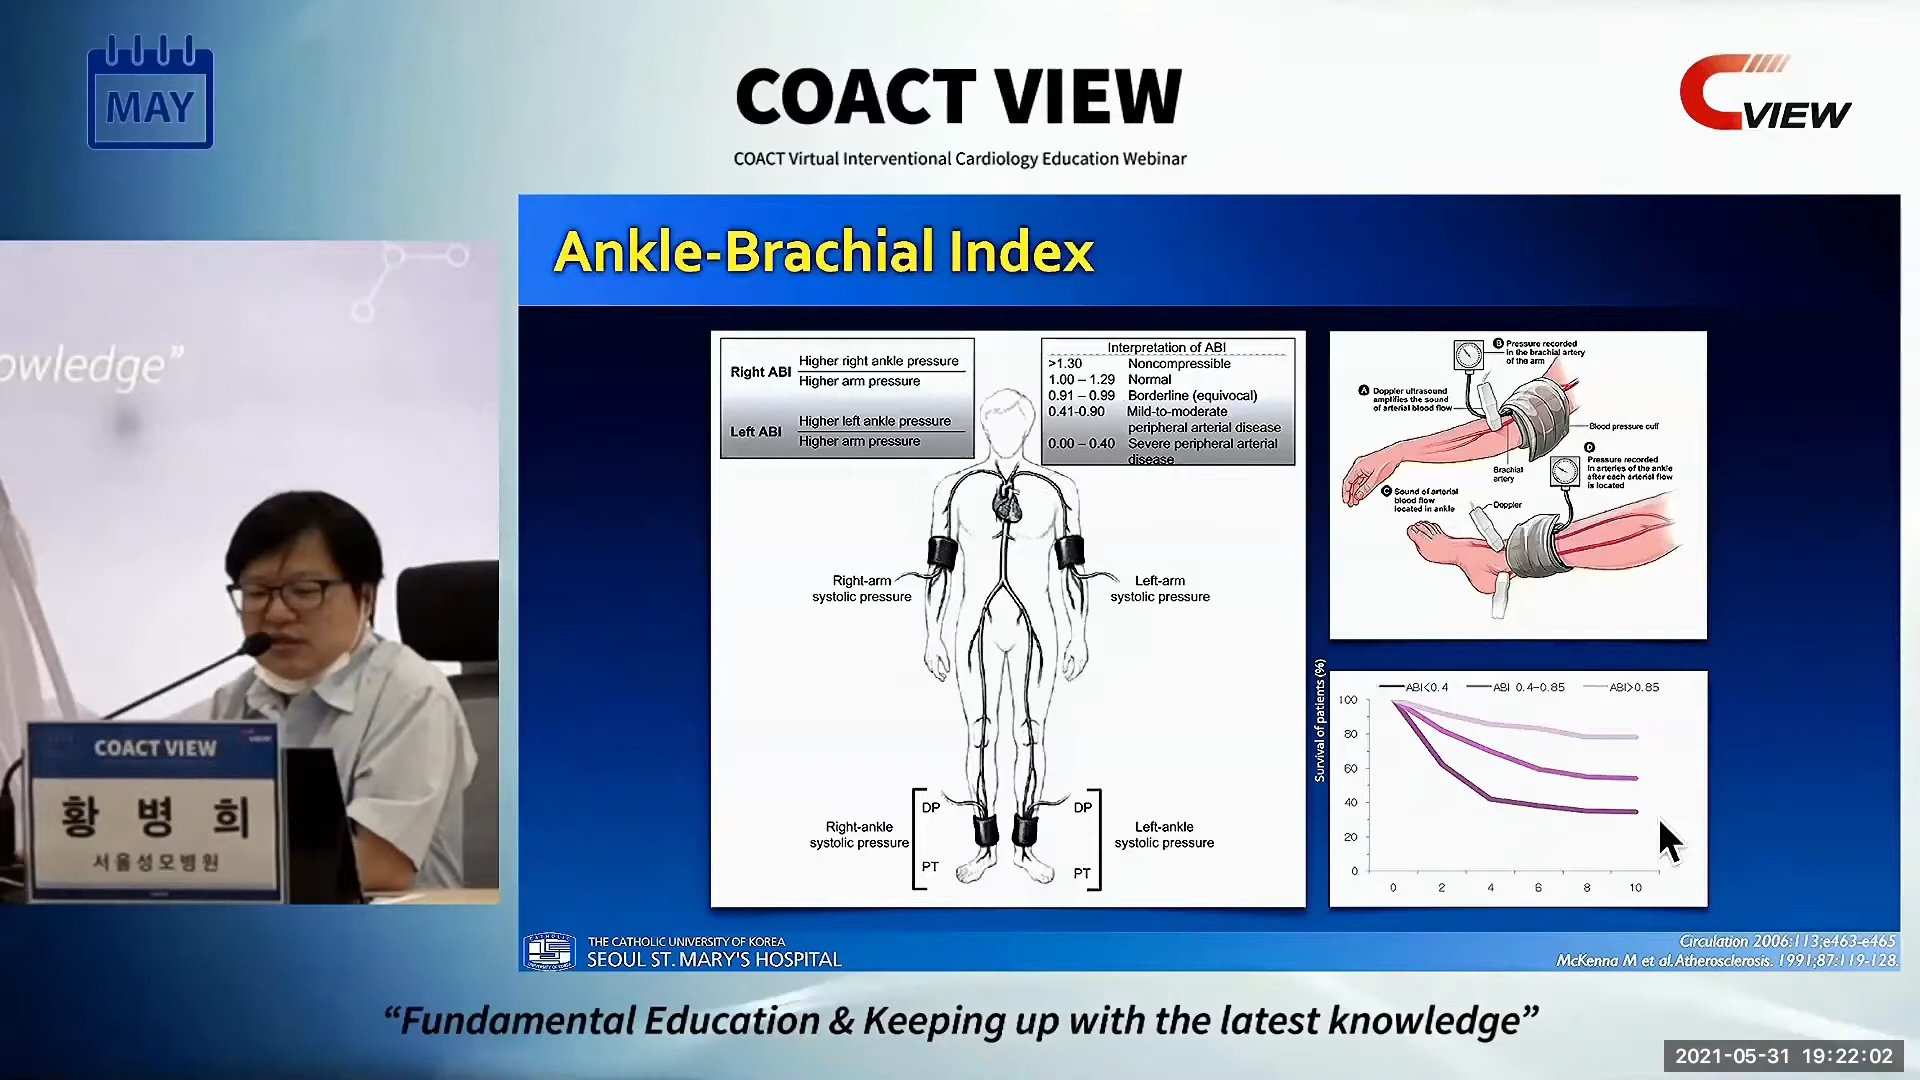 MAY
COACT VIEW
COACT Virtual Interventional Cardiology Education Webinar
CVIEW
owledge”
COACT VIEW
황 병 희
서울성모병원
Ankle-Brachial Index
Right ABI
Higher right ankle pressure
Higher arm pressure
Left ABI
Higher left ankle pressure
Higher arm pressure
Interpretation of ABI
>1.30 Noncompressible
1.00 – 1.29 Normal
0.91 – 0.99 Borderline (equivocal)
0.41-0.90 Mild-to-moderate
peripheral arterial disease
0.00 – 0.40 Severe peripheral arterial
disease
Right-arm
systolic pressure
Left-arm
systolic pressure
Right-ankle
systolic pressure
DP
PT
DP
PT
Left-ankle
systolic pressure
B Pressure recorded
in the brachial artery
of the arm
A Doppler ultrasound
amplifies the sound
of arterial blood flow
Blood pressure cuff
Brachial
artery
D
Pressure recorded
in arteries of the ankle
after each arterial flow
is located
C Sound of arterial
blood flow
located in ankle
Doppler
Survival of patients (%)
ABI<0.4 ABI 0.4-0.85 ABI>0.85
100
80
60
40
20
0
0 2 4 6 8 10
THE CATHOLIC UNIVERSITY OF KOREA
SEOUL ST. MARY'S HOSPITAL
Circulation 2006:113;e463-e465
McKenna M et al. Atherosclerosis. 1991;87:119-128.
“Fundamental Education & Keeping up with the latest knowledge”
2021-05-31 19:22:02